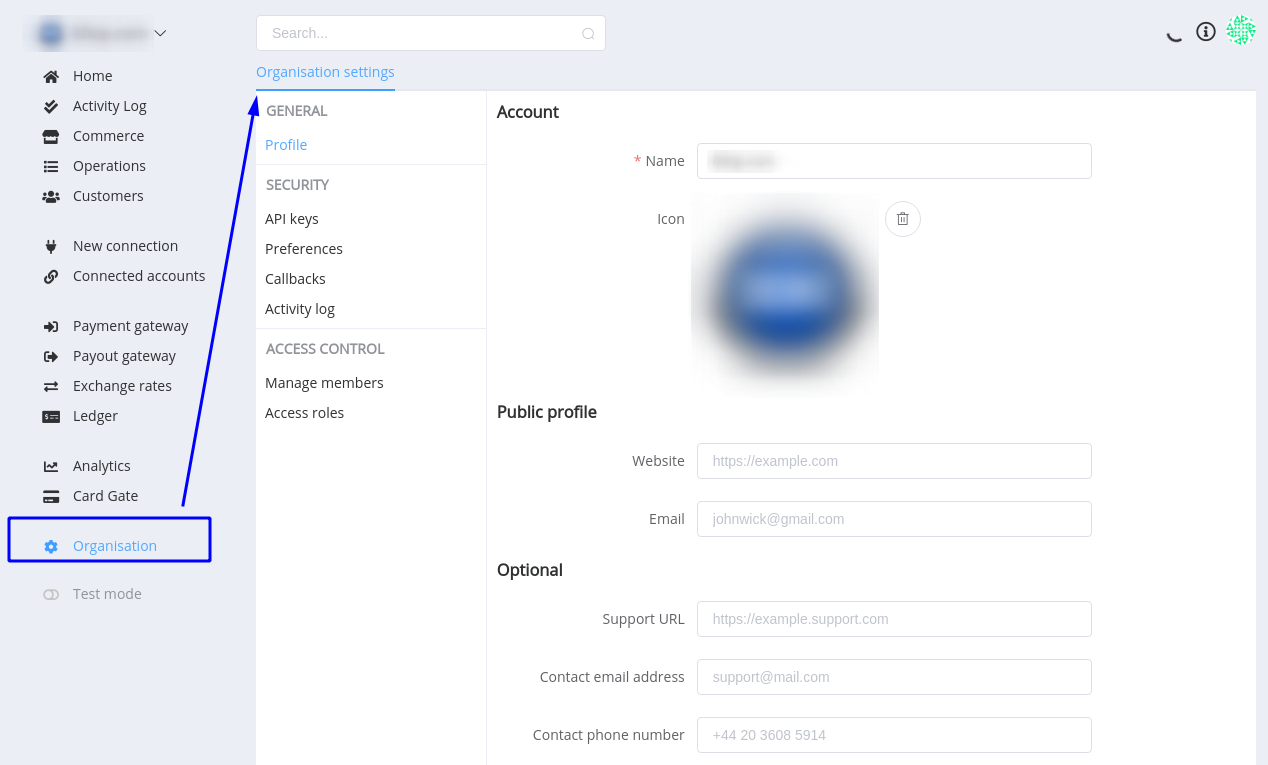 Search...
Home
Activity Log
Commerce
Operations
Customers
New connection
Connected accounts
Payment gateway
Payout gateway
Exchange rates
Ledger
Analytics
Card Gate
Organisation
Test mode
Organisation settings
GENERAL
Profile
SECURITY
API keys
Preferences
Callbacks
Activity log
ACCESS CONTROL
Manage members
Access roles
Account
* Name
Icon
Public profile
Website https://example.com
Email johnwick@gmail.com
Optional
Support URL https://example.support.com
Contact email address support@mail.com
Contact phone number +44 20 3608 5914